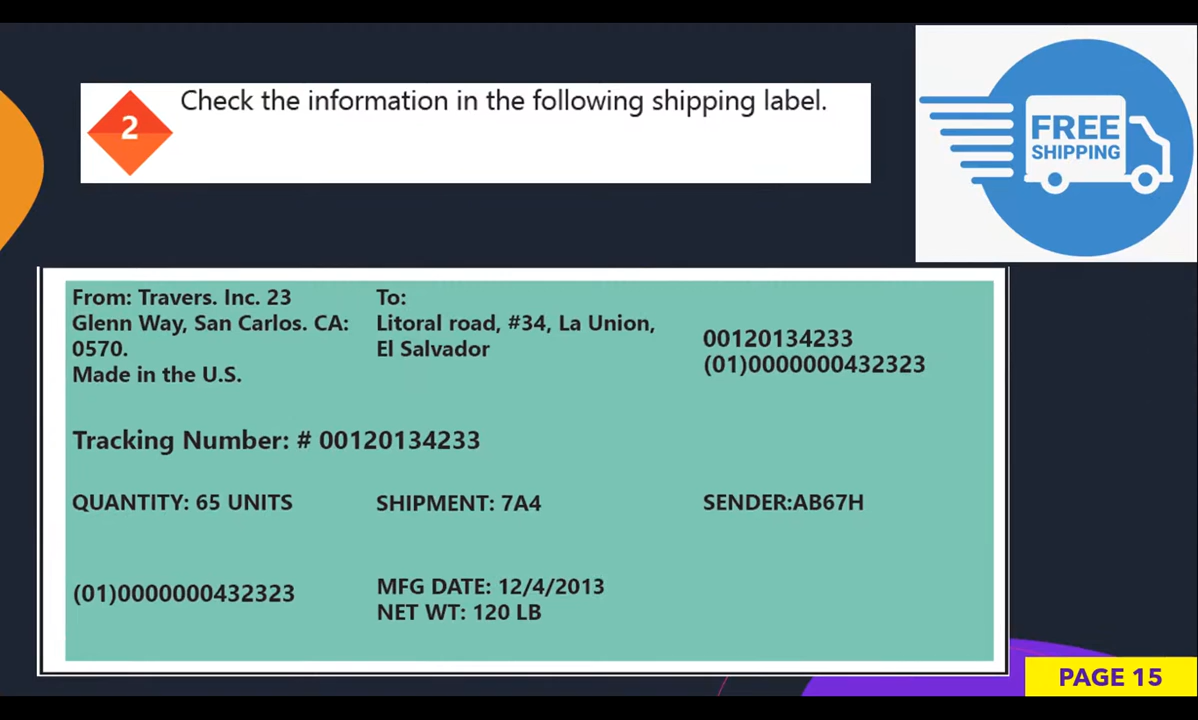 2
Check the information in the following shipping label.
FREE
SHIPPING
From: Travers. Inc. 23
Glenn Way, San Carlos. CA:
0570.
Made in the U.S.
To:
Litoral road, #34, La Union,
El Salvador
00120134233
(01)0000000432323
Tracking Number: # 00120134233
QUANTITY: 65 UNITS
SHIPMENT: 7A4
SENDER:AB67H
(01)0000000432323
MFG DATE: 12/4/2013
NET WT: 120 LB
PAGE 15